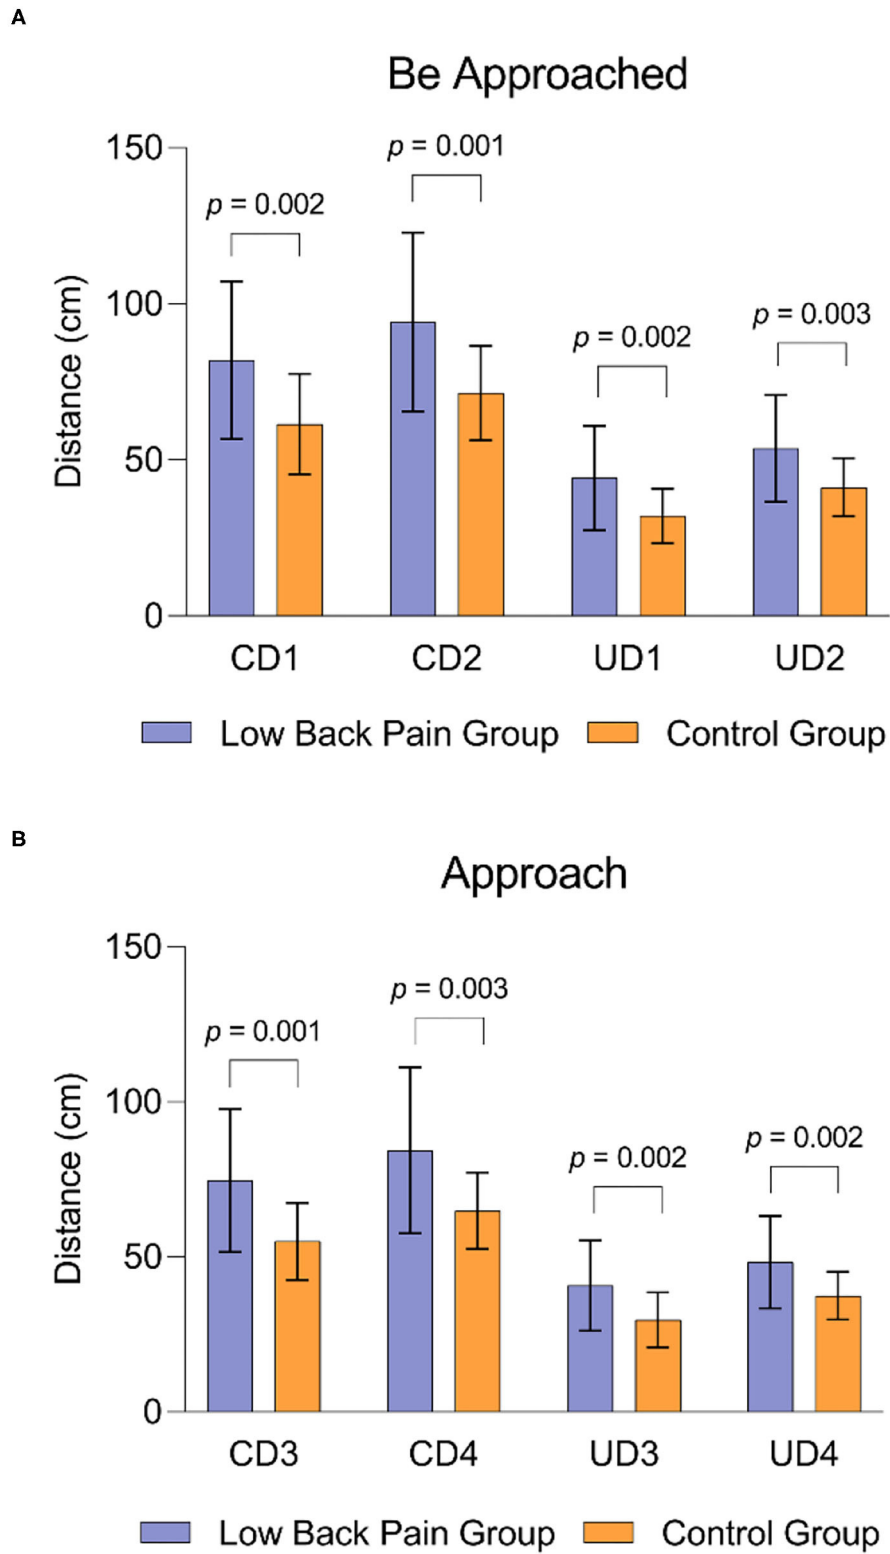 A
Be Approached
150
p = 0.001
p = 0.002
100
p = 0.003
p = 0.002
Distance (cm)
50
0
CD1 CD2 UD1 UD2
Low Back Pain Group Control Group
B
Approach
150
p = 0.003
p = 0.001
100
p = 0.002
p = 0.002
Distance (cm)
50
0
CD3 CD4 UD3 UD4
Low Back Pain Group Control Group